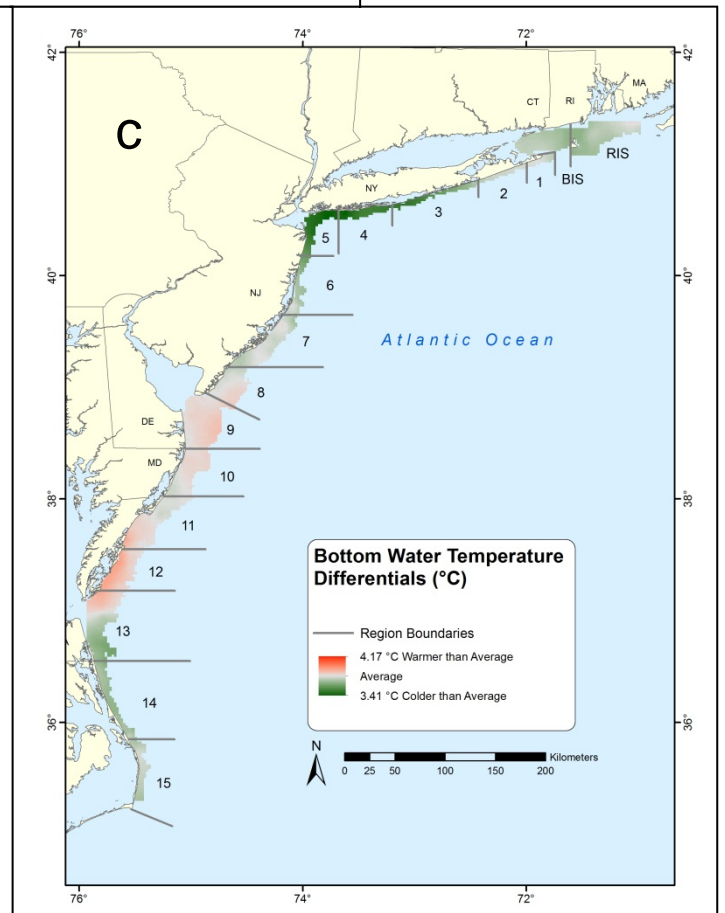 76°
74°
72°
42°
42°
C
MA
CT
RI
RIS
BIS
1
2
NY
3
4
5
40°
40°
6
NJ
7
Atlantic Ocean
8
DE
9
MD
10
38°
38°
11
12
13
14
15
Bottom Water Temperature
Differentials (°C)
Region Boundaries
4.17 °C Warmer than Average
Average
3.41 °C Colder than Average
36°
36°
N
Kilometers
0 25 50 100 150 200
76°
74°
72°